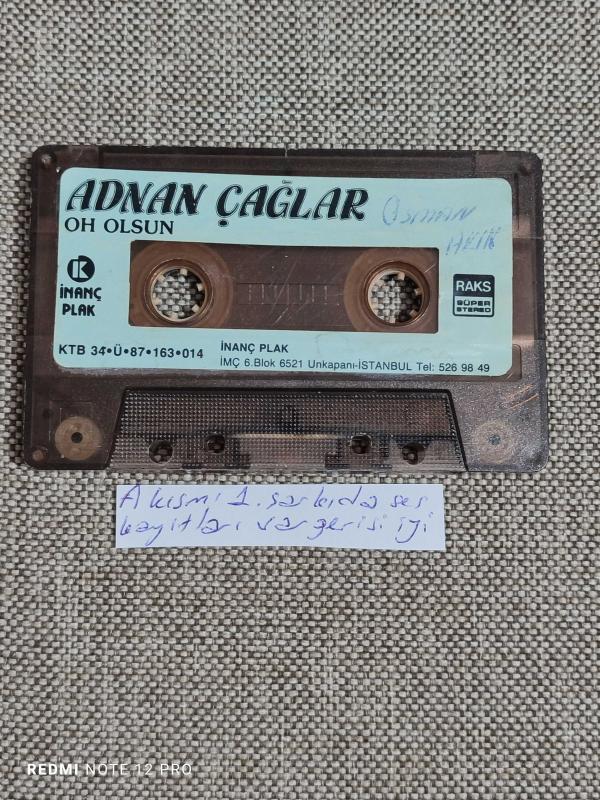 ADNAN ÇAĞLAR
OH OLSUN
Osman
İNANÇ
PLAK
RAKS
SÜPER
STEREO
KTB 34•Ü•87•163•014
İNANÇ PLAK
İMÇ 6.Blok 6521 Unkapanı-İSTANBUL Tel: 526 98 49
A kısmı 1. şarkıda ses
kayıtları var gerisi iyi
REDMI NOTE 12 PRO